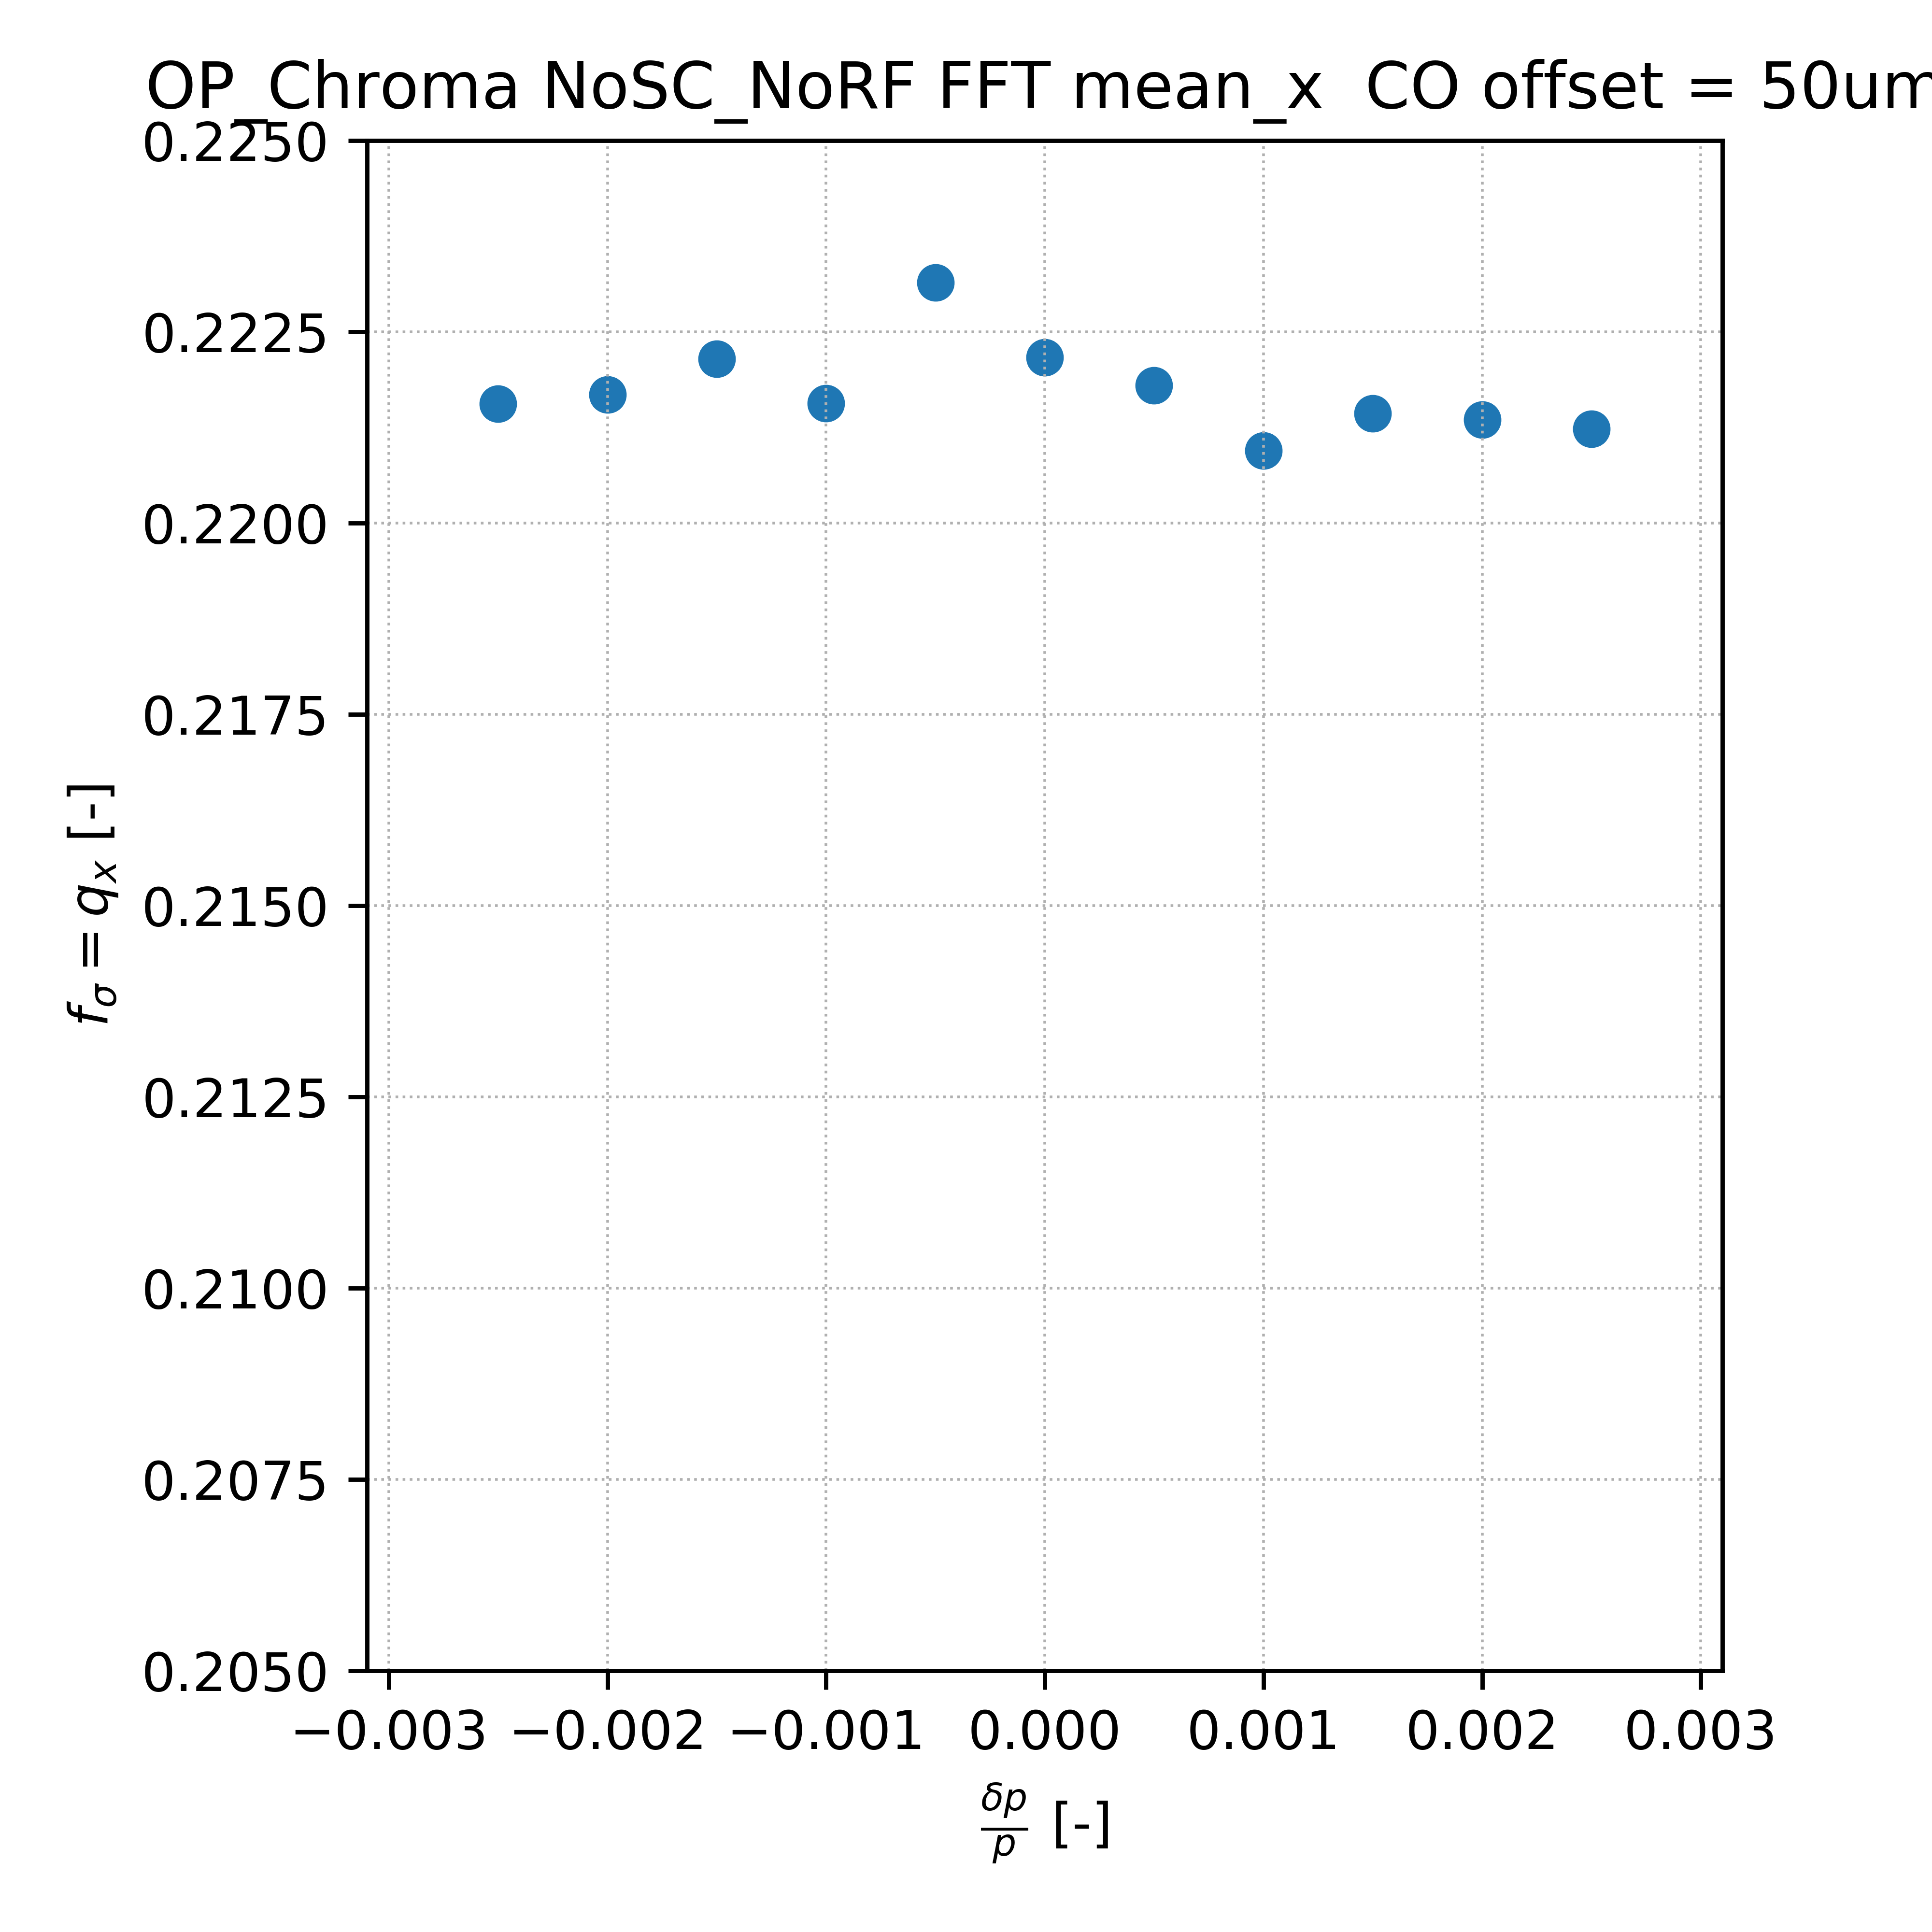 OP_Chroma NoSC_NoRF FFT mean_x CO offset = 50um
0.2250
0.2225
0.2200
0.2175
0.2150
0.2125
0.2100
0.2075
0.2050
f_σ = q_x [-]
−0.003 −0.002 −0.001 0.000 0.001 0.002 0.003
δp/p [-]